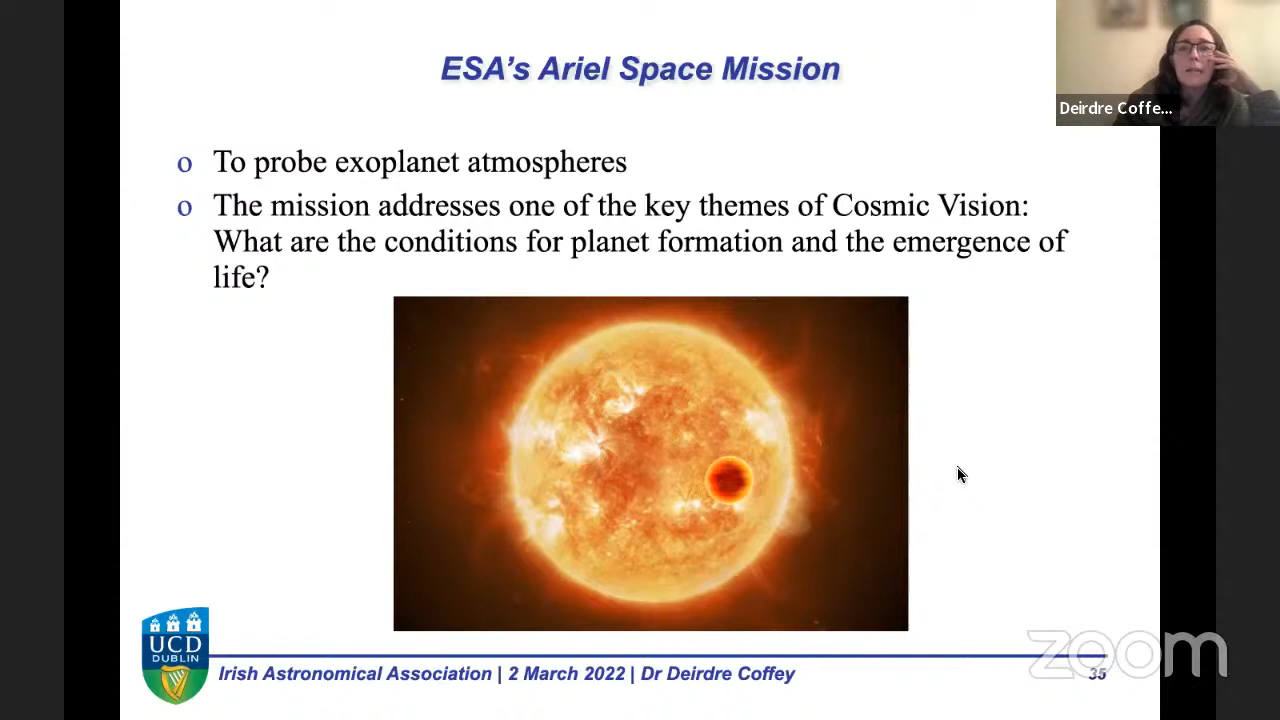 ESA's Ariel Space Mission
Deirdre Coffe...
o To probe exoplanet atmospheres
o The mission addresses one of the key themes of Cosmic Vision:
What are the conditions for planet formation and the emergence of
life?
UCD
DUBLIN
Irish Astronomical Association | 2 March 2022 | Dr Deirdre Coffey
35
zoom